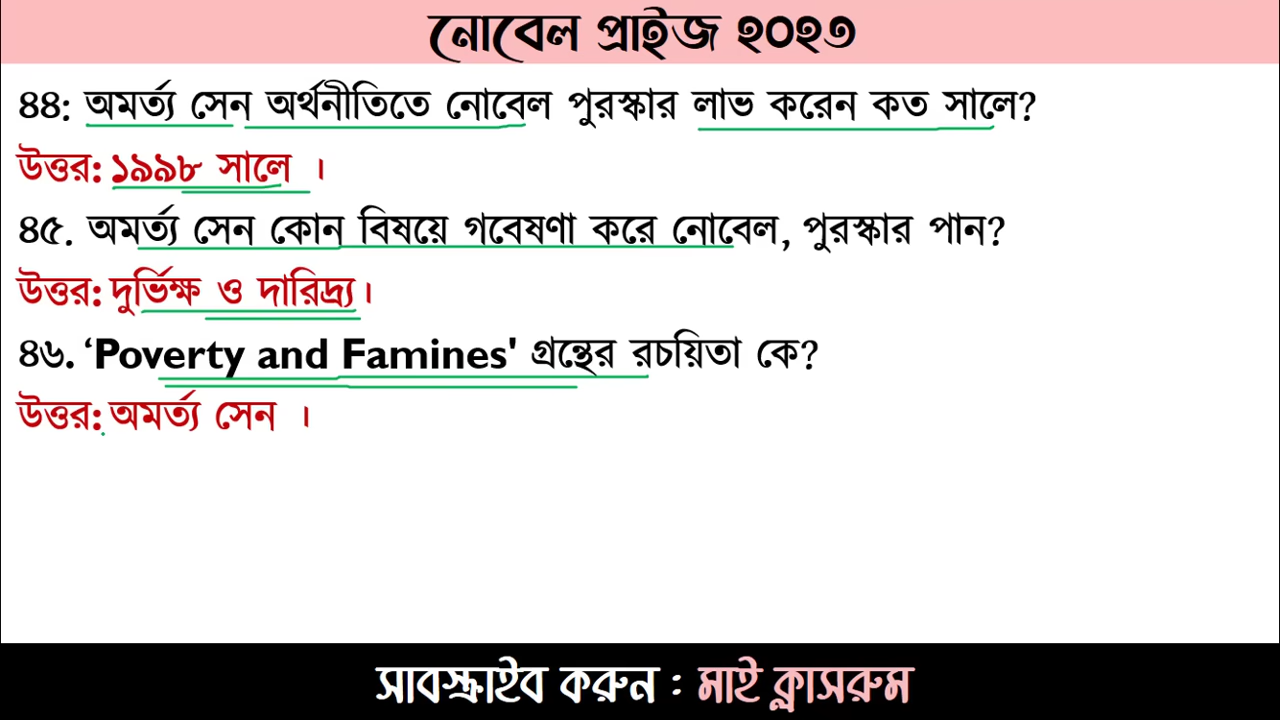 নোবেল প্রাইজ ২০২৩
৪৪: অমর্ত্য সেন অর্থনীতিতে নোবেল পুরস্কার লাভ করেন কত সালে?
উত্তর: ১৯৯৮ সালে ।
৪৫. অমর্ত্য সেন কোন বিষয়ে গবেষণা করে নোবেল, পুরস্কার পান?
উত্তর: দুর্ভিক্ষ ও দারিদ্র্য।
৪৬. ‘Poverty and Famines' গ্রন্থের রচয়িতা কে?
উত্তর: অমর্ত্য সেন ।
সাবস্ক্রাইব করুন : মাই ক্লাসরুম